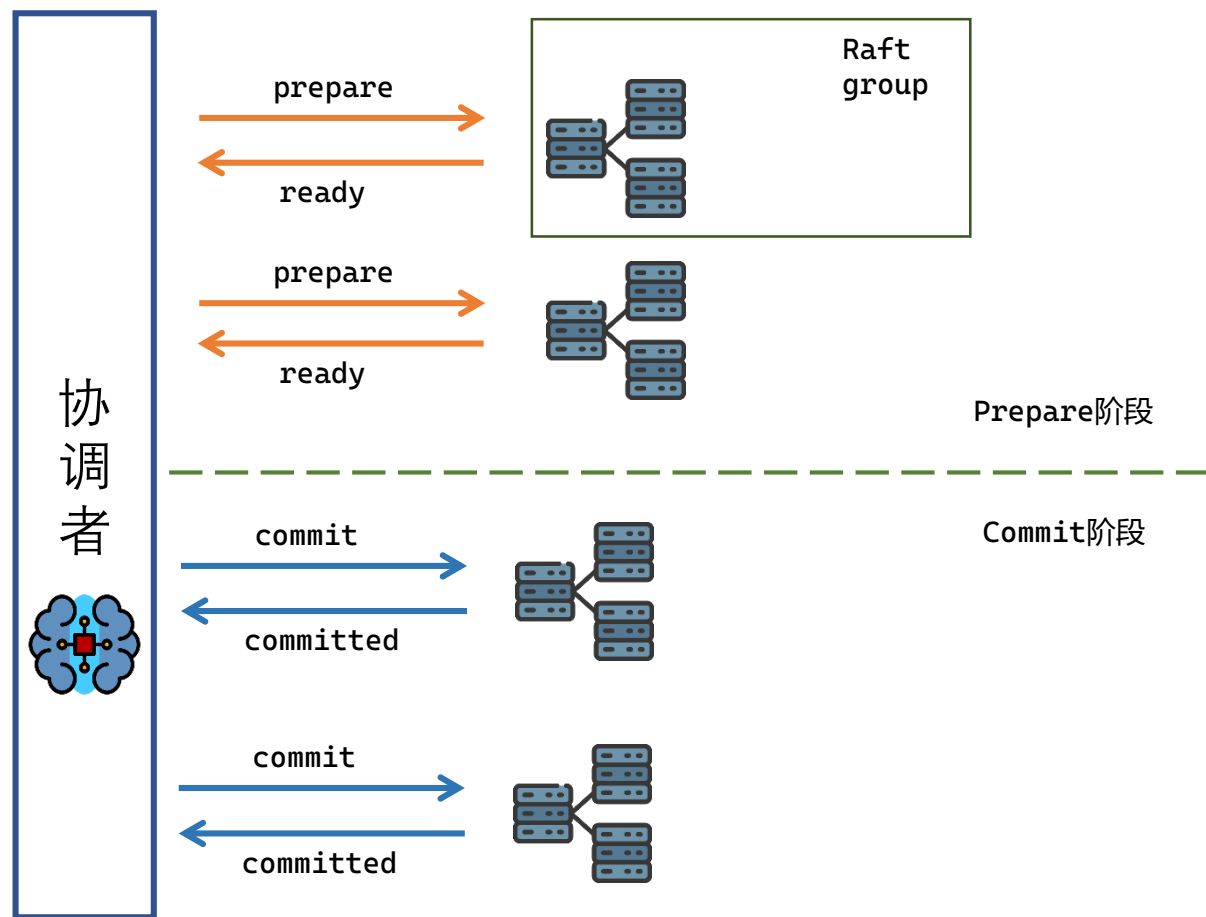 Raft
group
prepare
ready
prepare
ready
Prepare阶段
协
调
者
Commit阶段
commit
committed
commit
committed